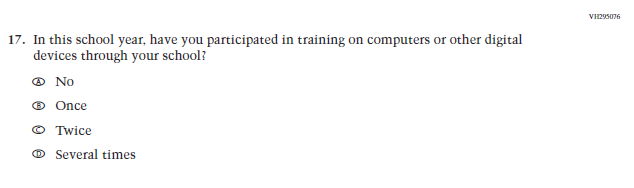 VH295076
17. In this school year, have you participated in training on computers or other digital
devices through your school?
Ⓐ No
Ⓑ Once
Ⓒ Twice
Ⓓ Several times